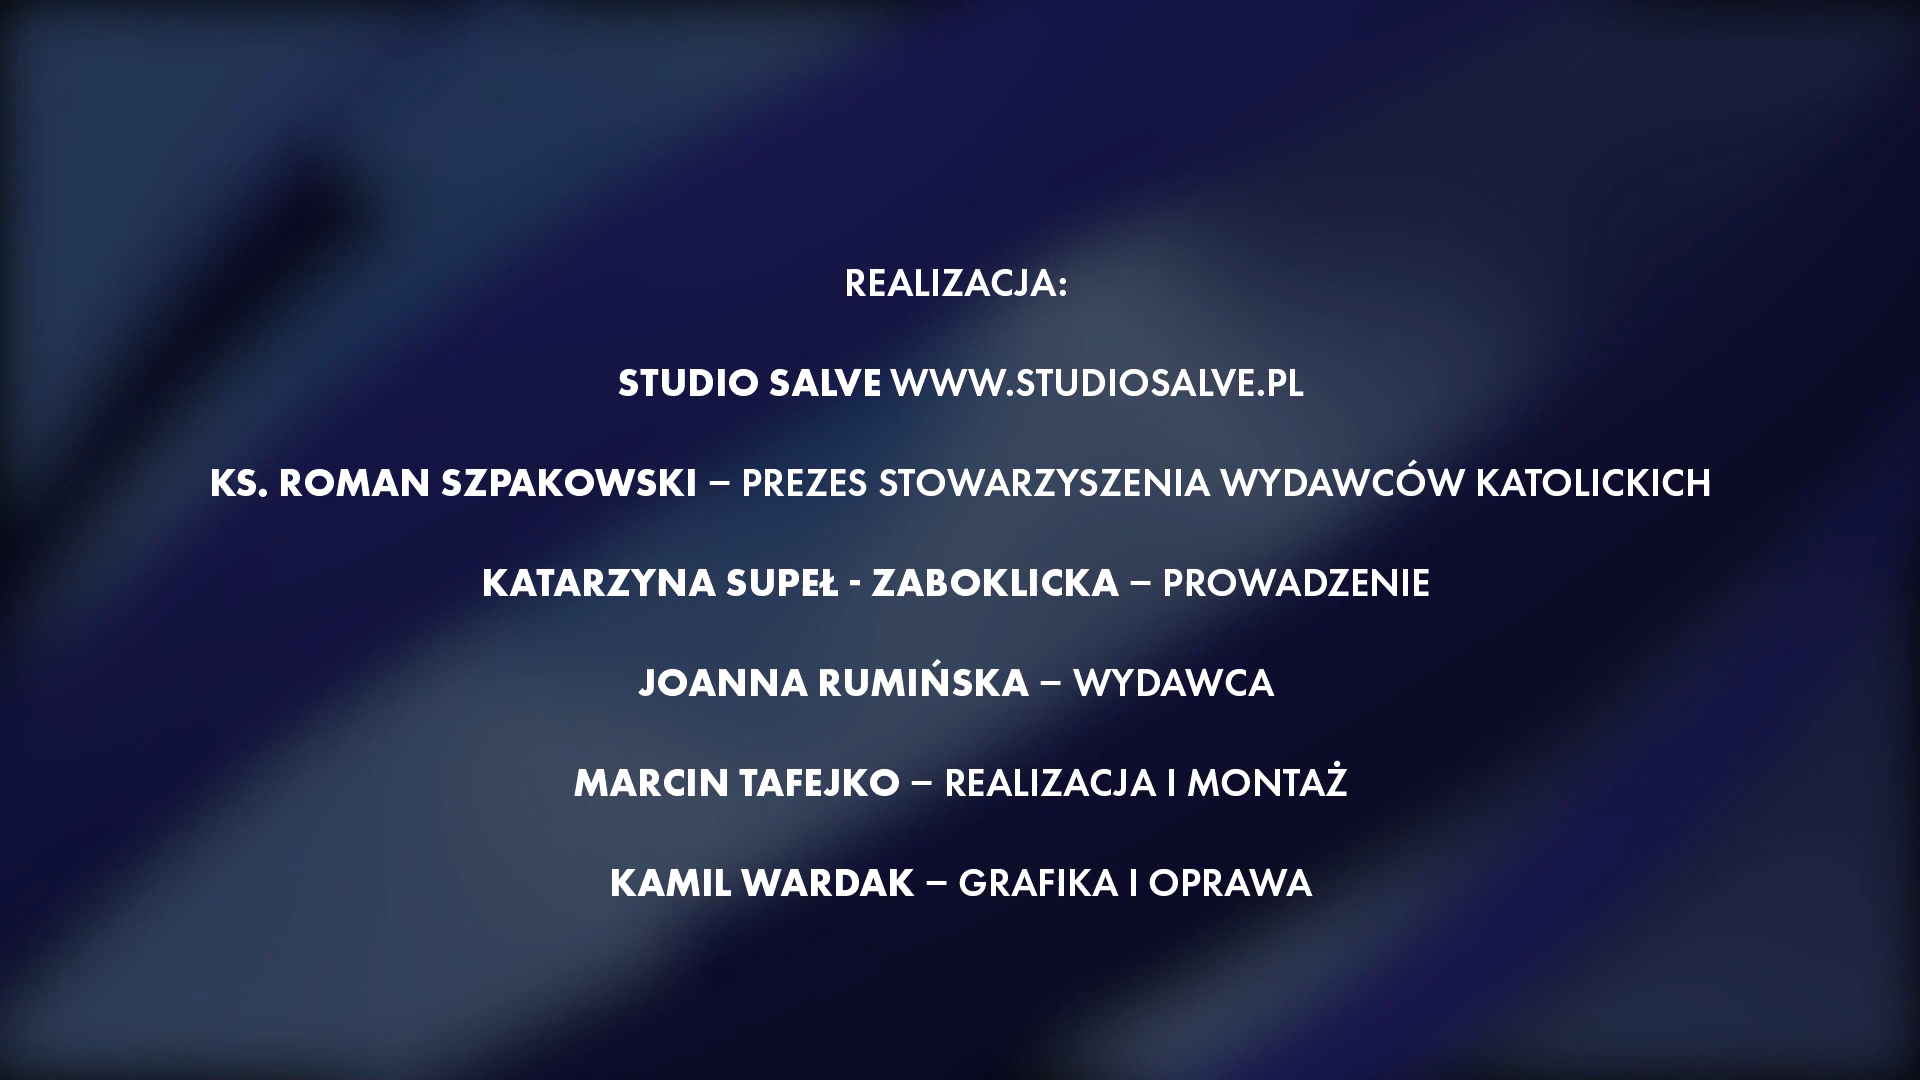 REALIZACJA:
STUDIO SALVE WWW.STUDIOSALVE.PL
KS. ROMAN SZPAKOWSKI – PREZES STOWARZYSZENIA WYDAWCÓW KATOLICKICH
KATARZYNA SUPEŁ - ZABOKLICKA – PROWADZENIE
JOANNA RUMIŃSKA – WYDAWCA
MARCIN TAFEJKO – REALIZACJA I MONTAŻ
KAMIL WARDAK – GRAFIKA I OPRAWA